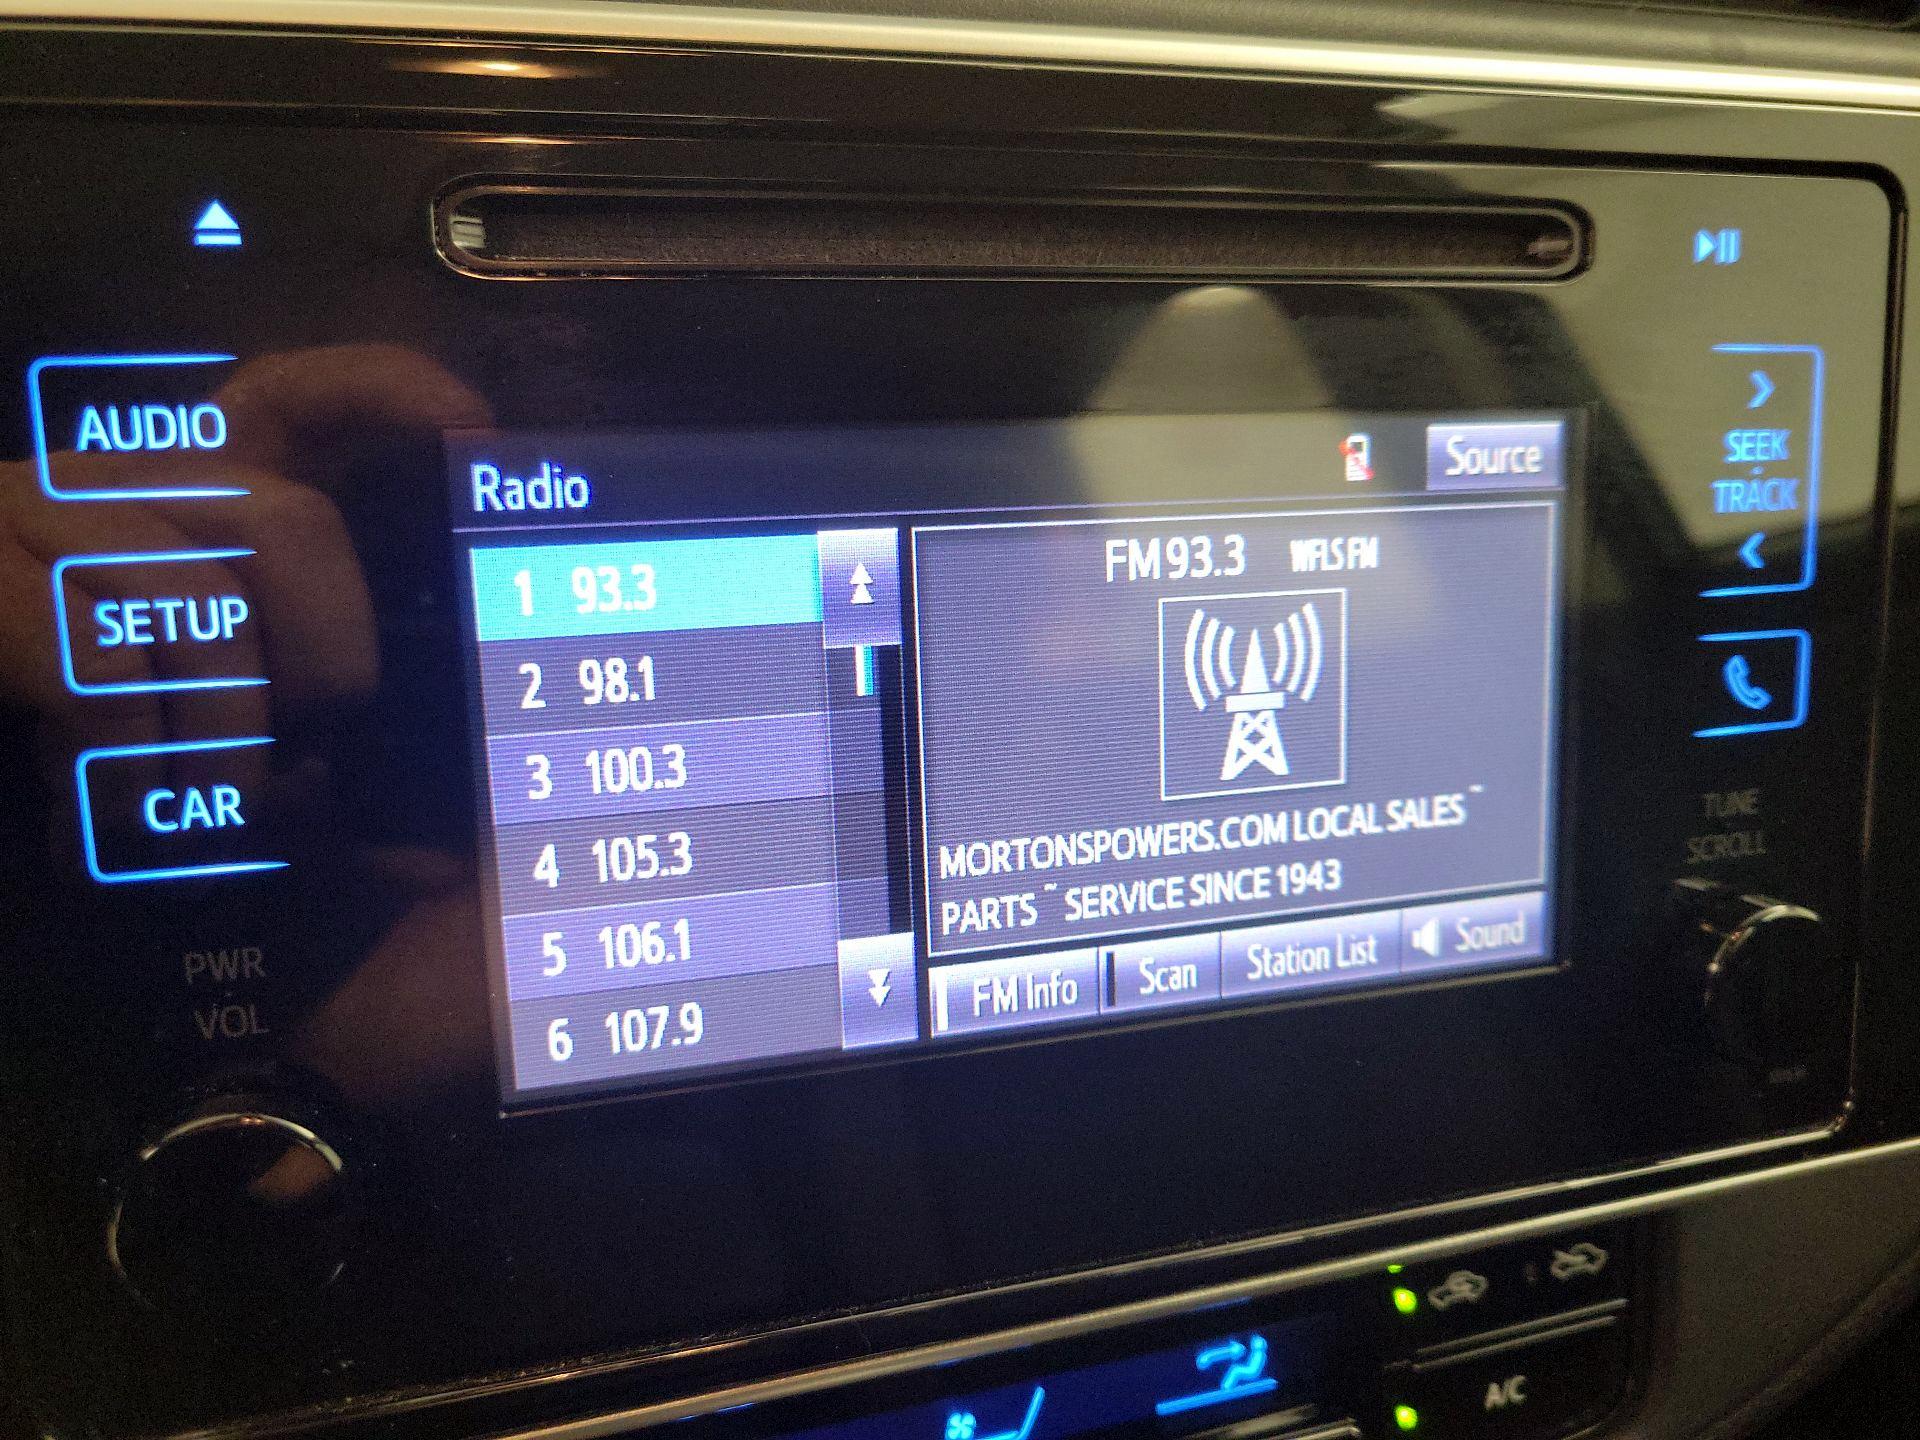 AUDIO
SETUP
CAR
PWR
VOL
Radio
Source
1 93.3
2 98.1
3 100.3
4 105.3
5 106.1
6 107.9
FM 93.3 WFLS FM
MORTONSPOWERS.COM LOCAL SALES ~
PARTS ~ SERVICE SINCE 1943
FM Info
Scan
Station List
Sound
SEEK
TRACK
TUNE
SCROLL
A/C